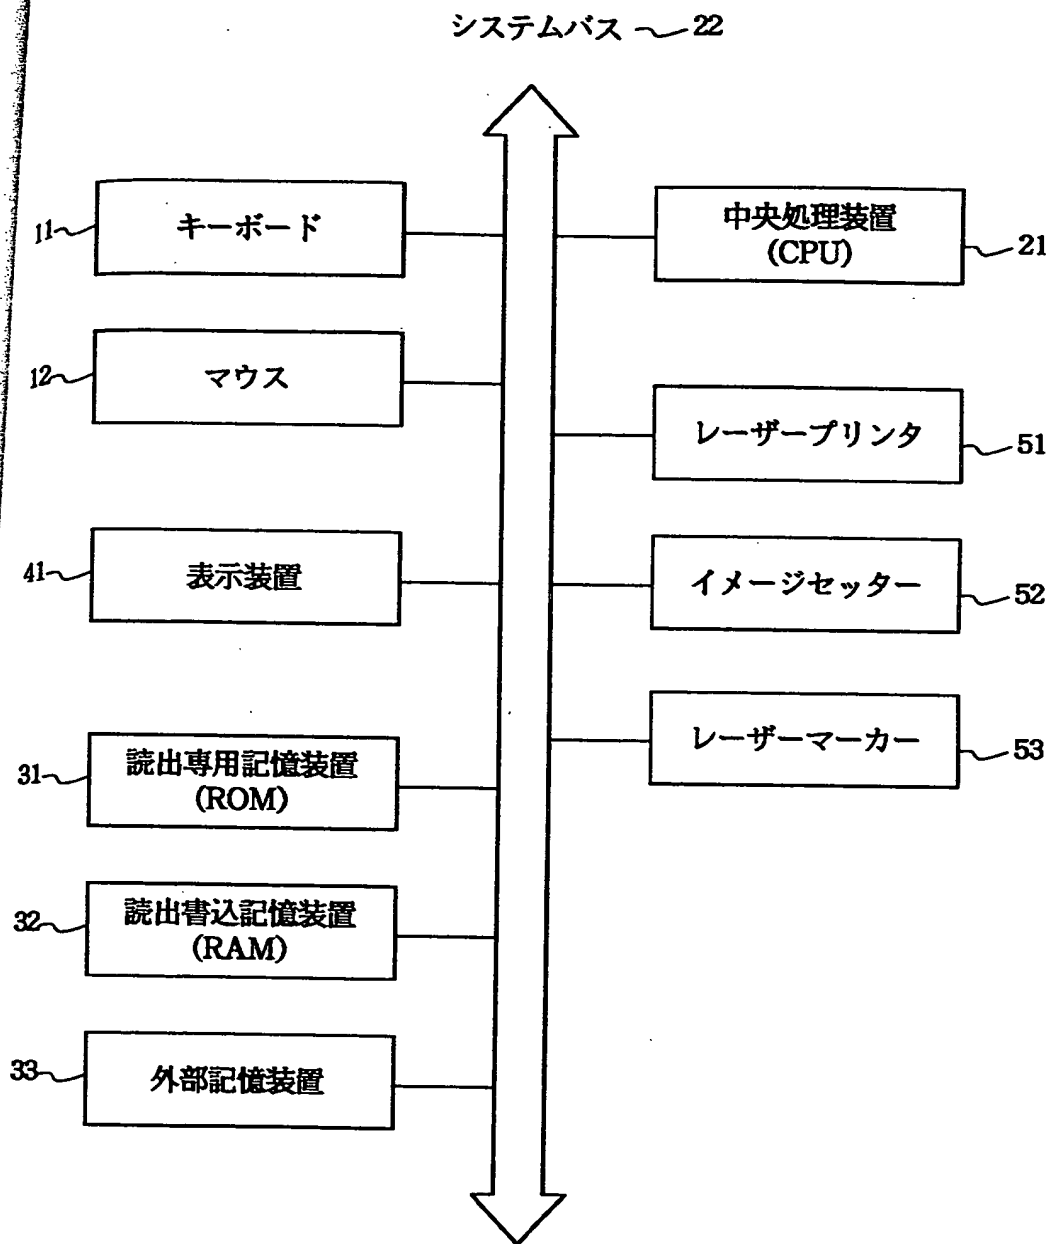 システムバス 22
11 キーボード
12 マウス
41 表示装置
31 読出専用記憶装置
(ROM)
32 読出書込記憶装置
(RAM)
33 外部記憶装置
中央処理装置
(CPU) 21
レーザープリンタ 51
イメージセッター 52
レーザーマーカー 53